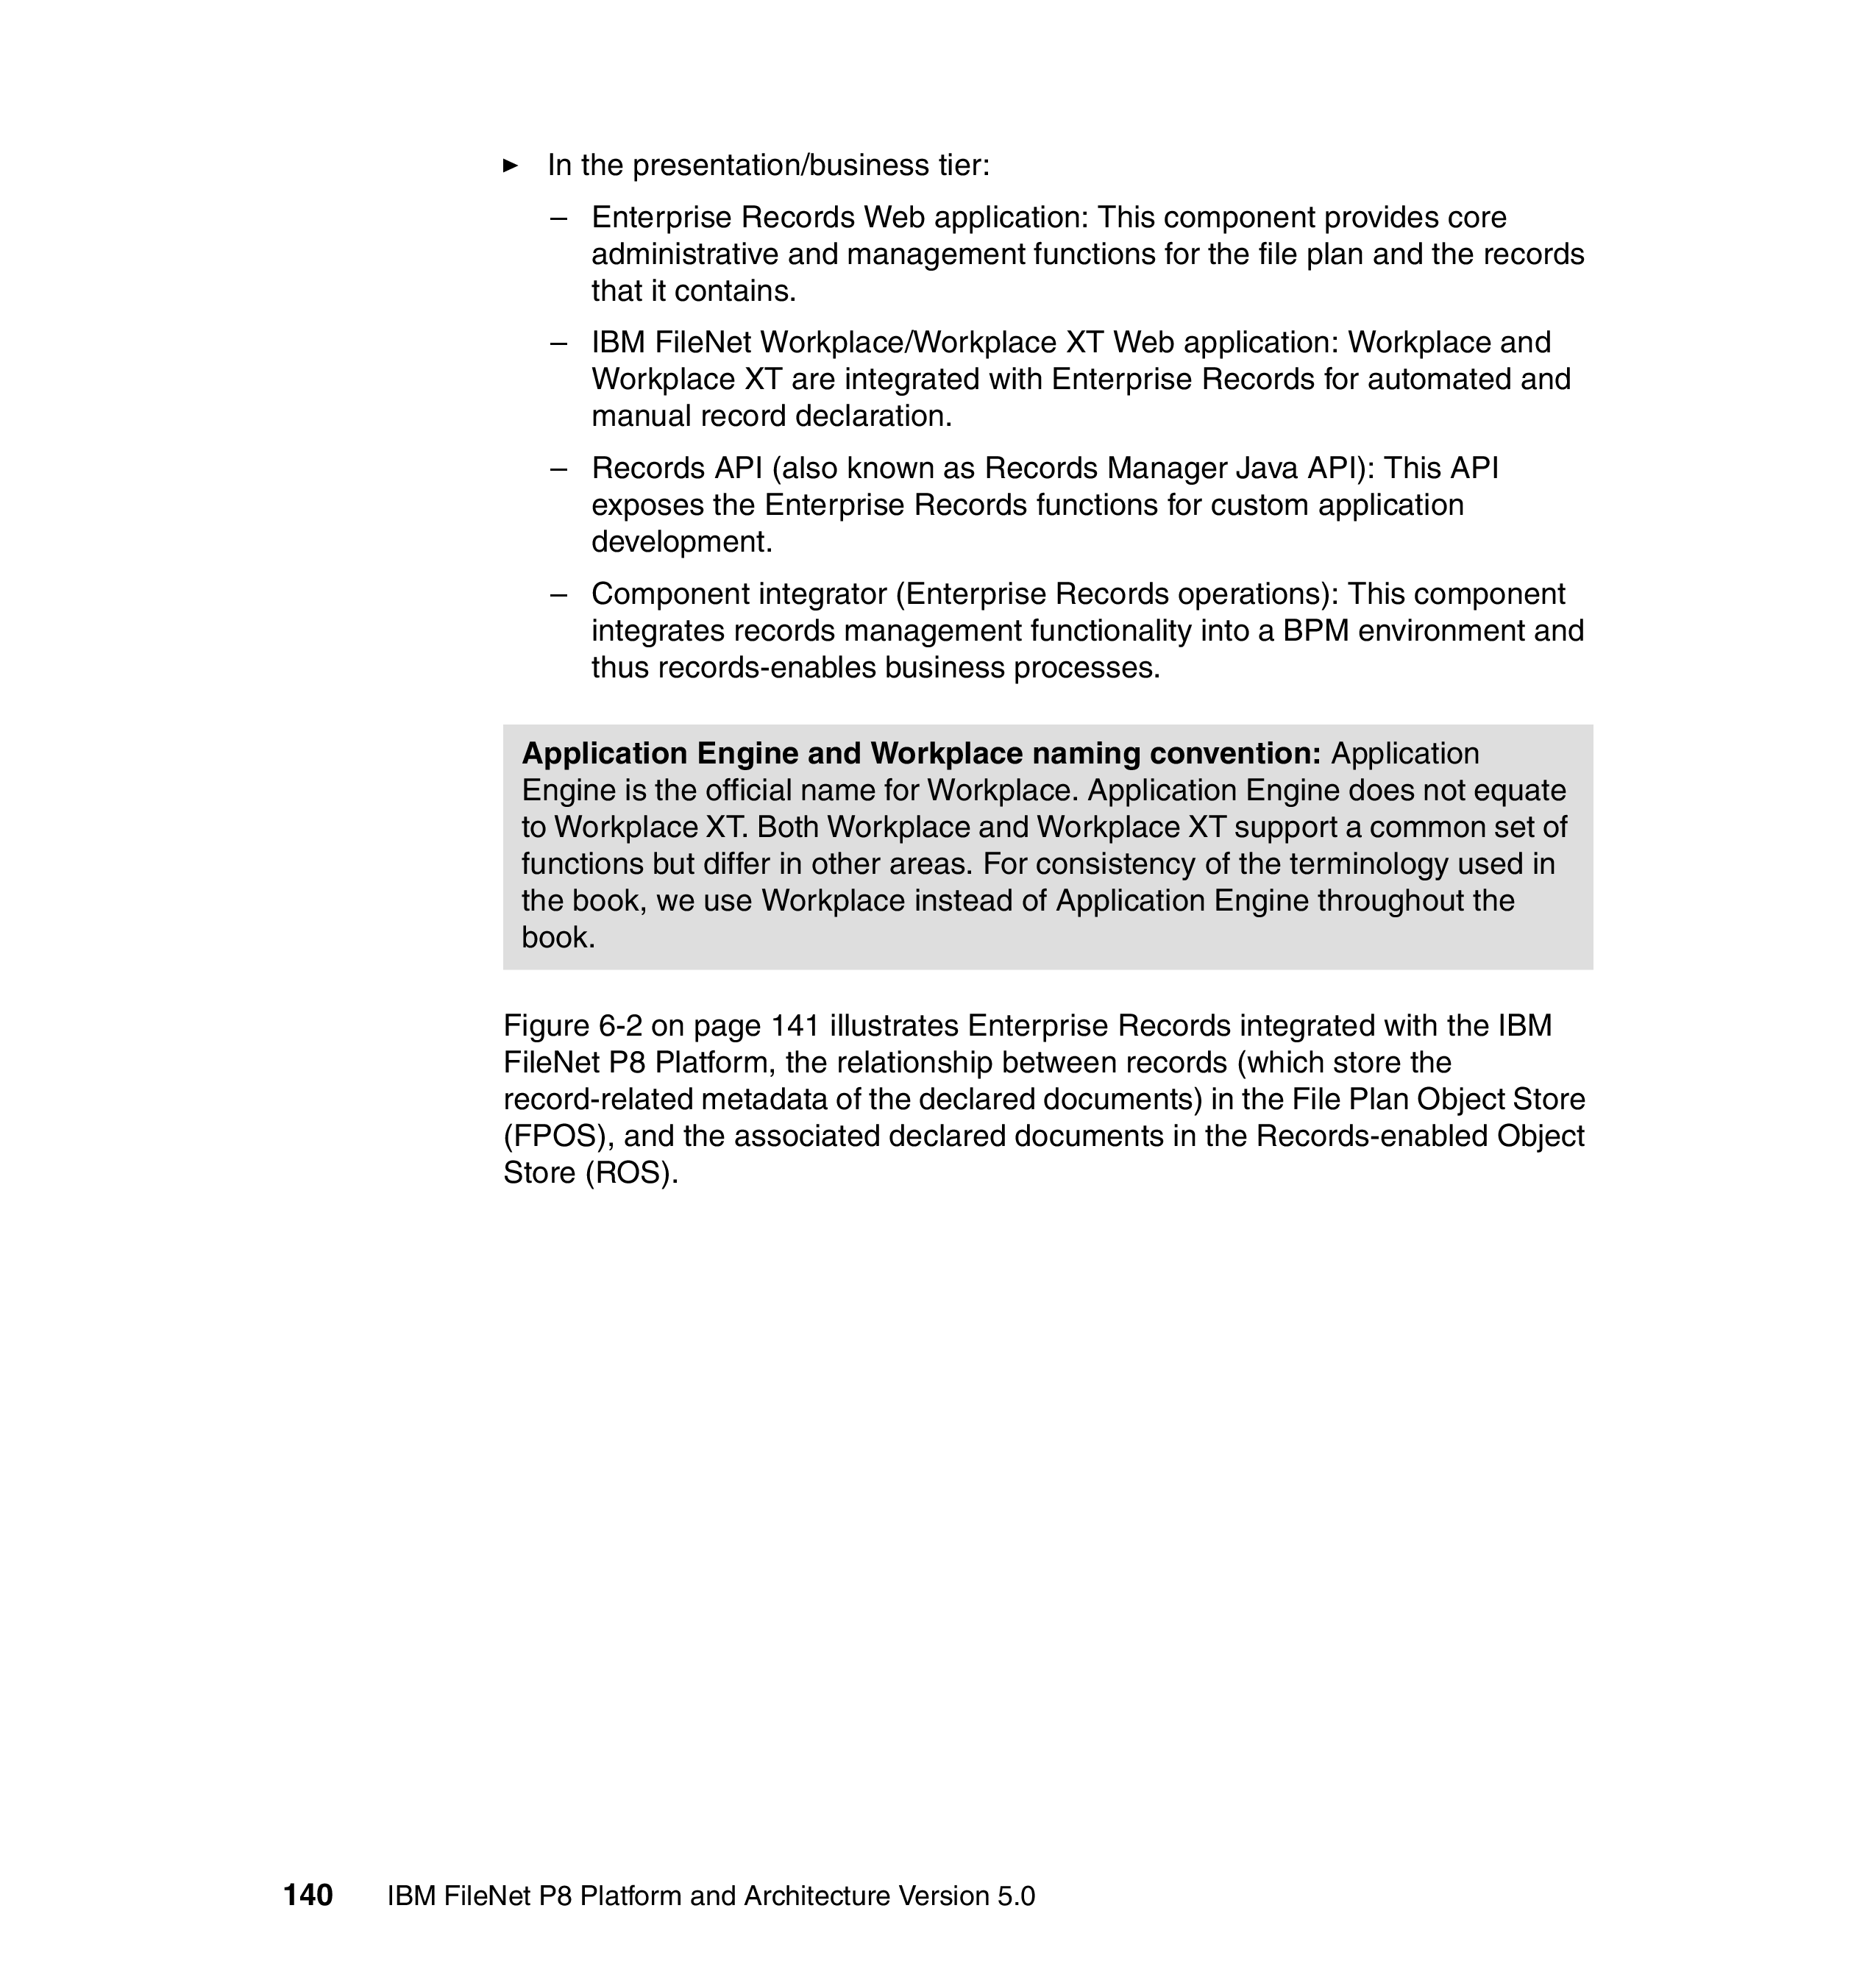 ► In the presentation/business tier:
– Enterprise Records Web application: This component provides core
administrative and management functions for the file plan and the records
that it contains.
– IBM FileNet Workplace/Workplace XT Web application: Workplace and
Workplace XT are integrated with Enterprise Records for automated and
manual record declaration.
– Records API (also known as Records Manager Java API): This API
exposes the Enterprise Records functions for custom application
development.
– Component integrator (Enterprise Records operations): This component
integrates records management functionality into a BPM environment and
thus records-enables business processes.
Application Engine and Workplace naming convention: Application
Engine is the official name for Workplace. Application Engine does not equate
to Workplace XT. Both Workplace and Workplace XT support a common set of
functions but differ in other areas. For consistency of the terminology used in
the book, we use Workplace instead of Application Engine throughout the
book.
Figure 6-2 on page 141 illustrates Enterprise Records integrated with the IBM
FileNet P8 Platform, the relationship between records (which store the
record-related metadata of the declared documents) in the File Plan Object Store
(FPOS), and the associated declared documents in the Records-enabled Object
Store (ROS).
140 IBM FileNet P8 Platform and Architecture Version 5.0